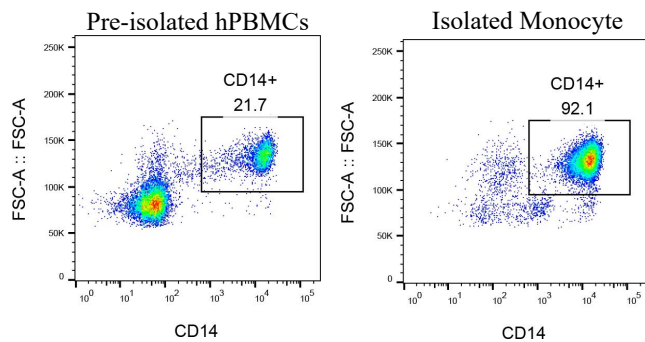 Pre-isolated hPBMCs
FSC-A :: FSC-A
250K
200K
150K
100K
50K
0
CD14+
21.7
10^0 10^1 10^2 10^3 10^4 10^5
CD14
Isolated Monocyte
FSC-A :: FSC-A
250K
200K
150K
100K
50K
0
CD14+
92.1
10^0 10^1 10^2 10^3 10^4 10^5
CD14